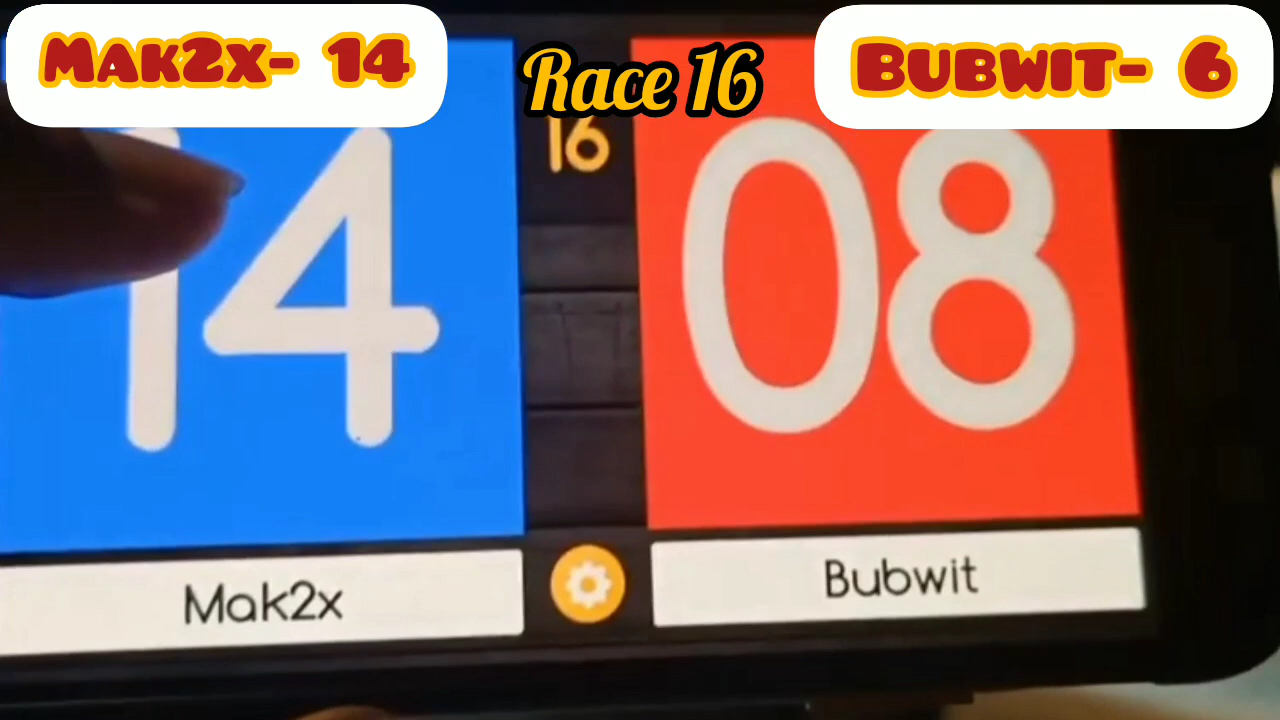 Mak2x- 14
Race 16
Bubwit- 6
16
14
08
Mak2x
Bubwit